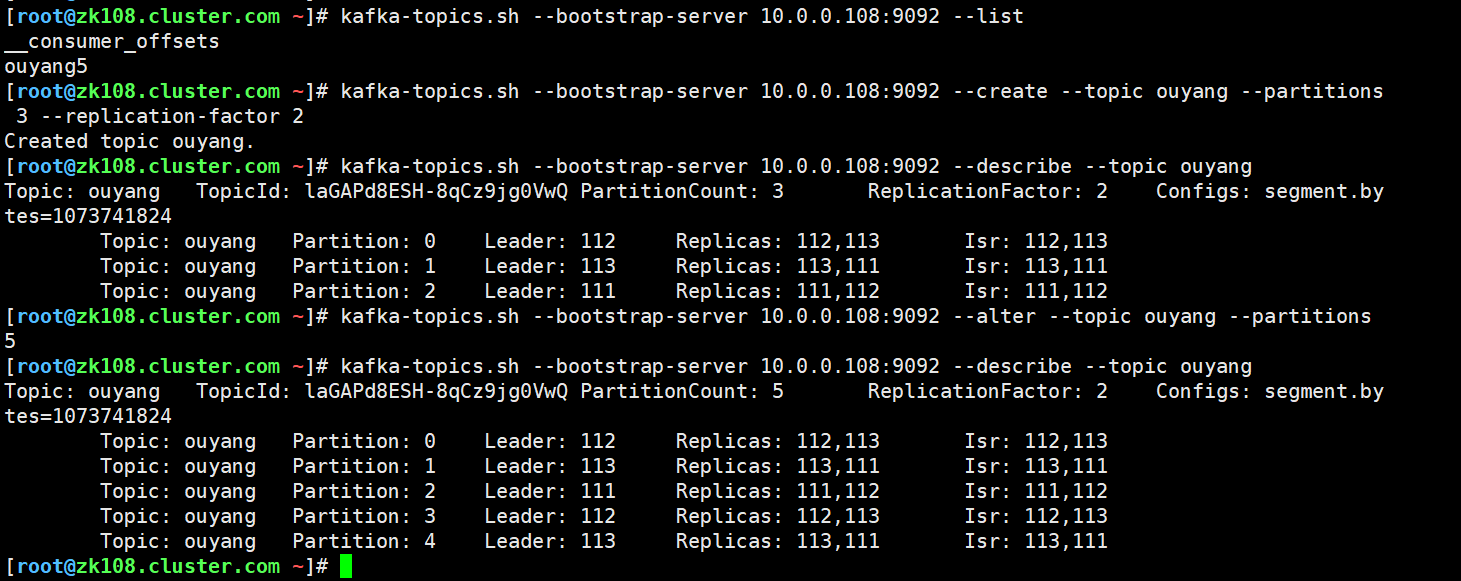 [root@zk108.cluster.com ~]# kafka-topics.sh --bootstrap-server 10.0.0.108:9092 --list
__consumer_offsets
ouyang5
[root@zk108.cluster.com ~]# kafka-topics.sh --bootstrap-server 10.0.0.108:9092 --create --topic ouyang --partitions
 3 --replication-factor 2
Created topic ouyang.
[root@zk108.cluster.com ~]# kafka-topics.sh --bootstrap-server 10.0.0.108:9092 --describe --topic ouyang
Topic: ouyang   TopicId: laGAPd8ESH-8qCz9jg0VwQ PartitionCount: 3       ReplicationFactor: 2    Configs: segment.by
tes=1073741824
        Topic: ouyang   Partition: 0    Leader: 112     Replicas: 112,113       Isr: 112,113
        Topic: ouyang   Partition: 1    Leader: 113     Replicas: 113,111       Isr: 113,111
        Topic: ouyang   Partition: 2    Leader: 111     Replicas: 111,112       Isr: 111,112
[root@zk108.cluster.com ~]# kafka-topics.sh --bootstrap-server 10.0.0.108:9092 --alter --topic ouyang --partitions
5
[root@zk108.cluster.com ~]# kafka-topics.sh --bootstrap-server 10.0.0.108:9092 --describe --topic ouyang
Topic: ouyang   TopicId: laGAPd8ESH-8qCz9jg0VwQ PartitionCount: 5       ReplicationFactor: 2    Configs: segment.by
tes=1073741824
        Topic: ouyang   Partition: 0    Leader: 112     Replicas: 112,113       Isr: 112,113
        Topic: ouyang   Partition: 1    Leader: 113     Replicas: 113,111       Isr: 113,111
        Topic: ouyang   Partition: 2    Leader: 111     Replicas: 111,112       Isr: 111,112
        Topic: ouyang   Partition: 3    Leader: 112     Replicas: 112,113       Isr: 112,113
        Topic: ouyang   Partition: 4    Leader: 113     Replicas: 113,111       Isr: 113,111
[root@zk108.cluster.com ~]#